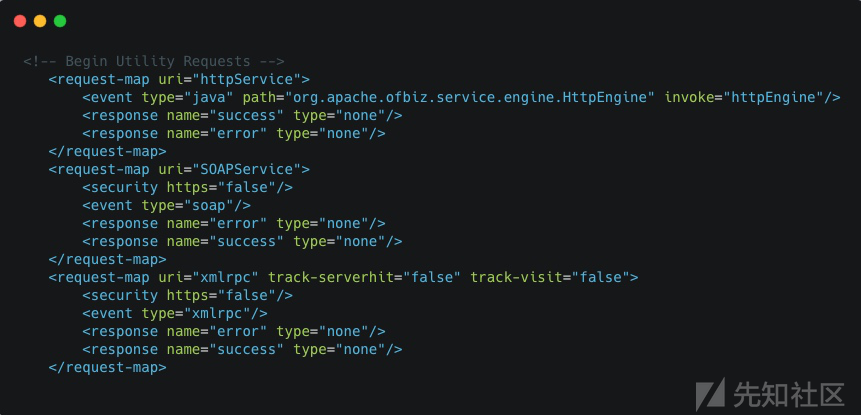 <!-- Begin Utility Requests -->
<request-map uri="httpService">
<event type="java" path="org.apache.ofbiz.service.engine.HttpEngine" invoke="httpEngine"/>
<response name="success" type="none"/>
<response name="error" type="none"/>
</request-map>
<request-map uri="SOAPService">
<security https="false"/>
<event type="soap"/>
<response name="error" type="none"/>
<response name="success" type="none"/>
</request-map>
<request-map uri="xmlrpc" track-serverhit="false" track-visit="false">
<security https="false"/>
<event type="xmlrpc"/>
<response name="error" type="none"/>
<response name="success" type="none"/>
</request-map>
先知社区